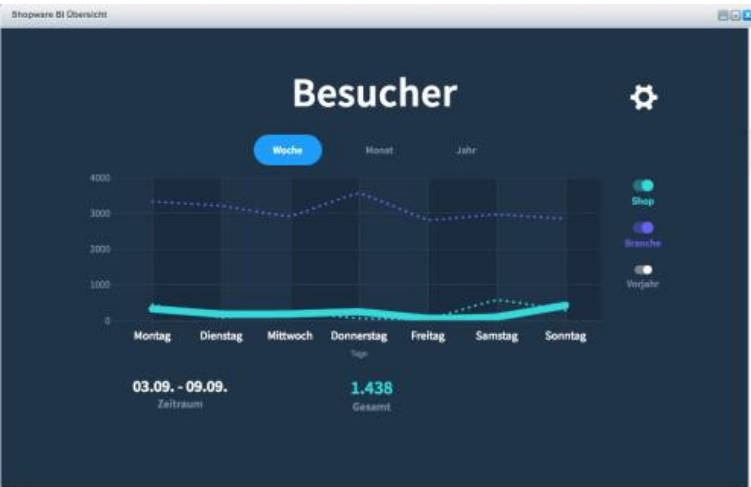 Shopware BI Übersicht
Besucher
Woche Monat Jahr
4000
3000
2000
1000
0
Shop
Branche
Vorjahr
Montag Dienstag Mittwoch Donnerstag Freitag Samstag Sonntag
Tage
03.09. - 09.09.
Zeitraum
1.438
Gesamt